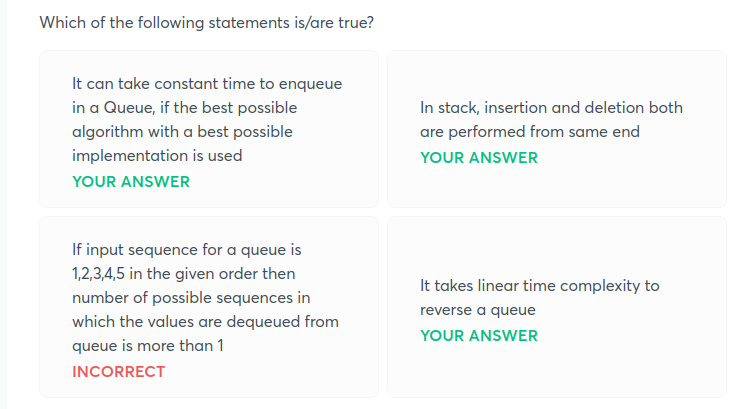 Which of the following statements is/are true?
It can take constant time to enqueue
in a Queue, if the best possible
algorithm with a best possible
implementation is used
YOUR ANSWER
In stack, insertion and deletion both
are performed from same end
YOUR ANSWER
If input sequence for a queue is
1,2,3,4,5 in the given order then
number of possible sequences in
which the values are dequeued from
queue is more than 1
INCORRECT
It takes linear time complexity to
reverse a queue
YOUR ANSWER